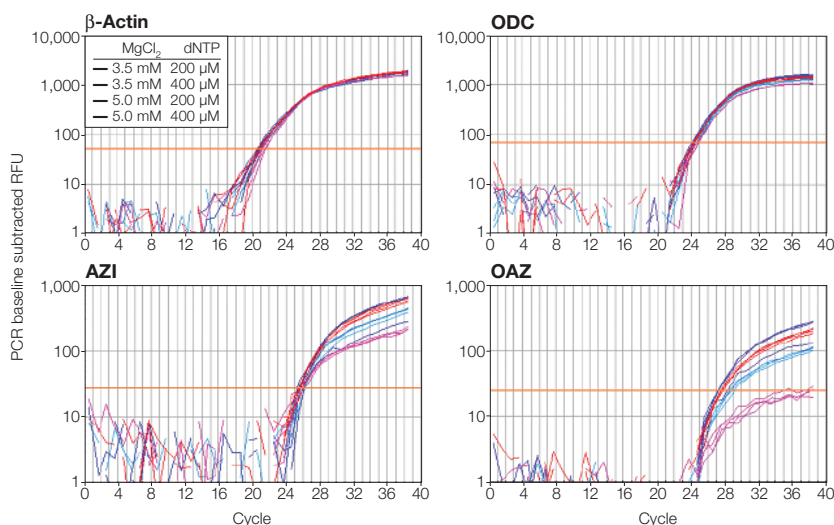 β-Actin
10,000
1,000
100
10
1
MgCl₂ dNTP
3.5 mM 200 μM
3.5 mM 400 μM
5.0 mM 200 μM
5.0 mM 400 μM
0 4 8 12 16 20 24 28 32 36 40
ODC
10,000
1,000
100
10
1
0 4 8 12 16 20 24 28 32 36 40
PCR baseline subtracted RFU
AZI
1,000
100
10
1
0 4 8 12 16 20 24 28 32 36 40
Cycle
OAZ
1,000
100
10
1
0 4 8 12 16 20 24 28 32 36 40
Cycle